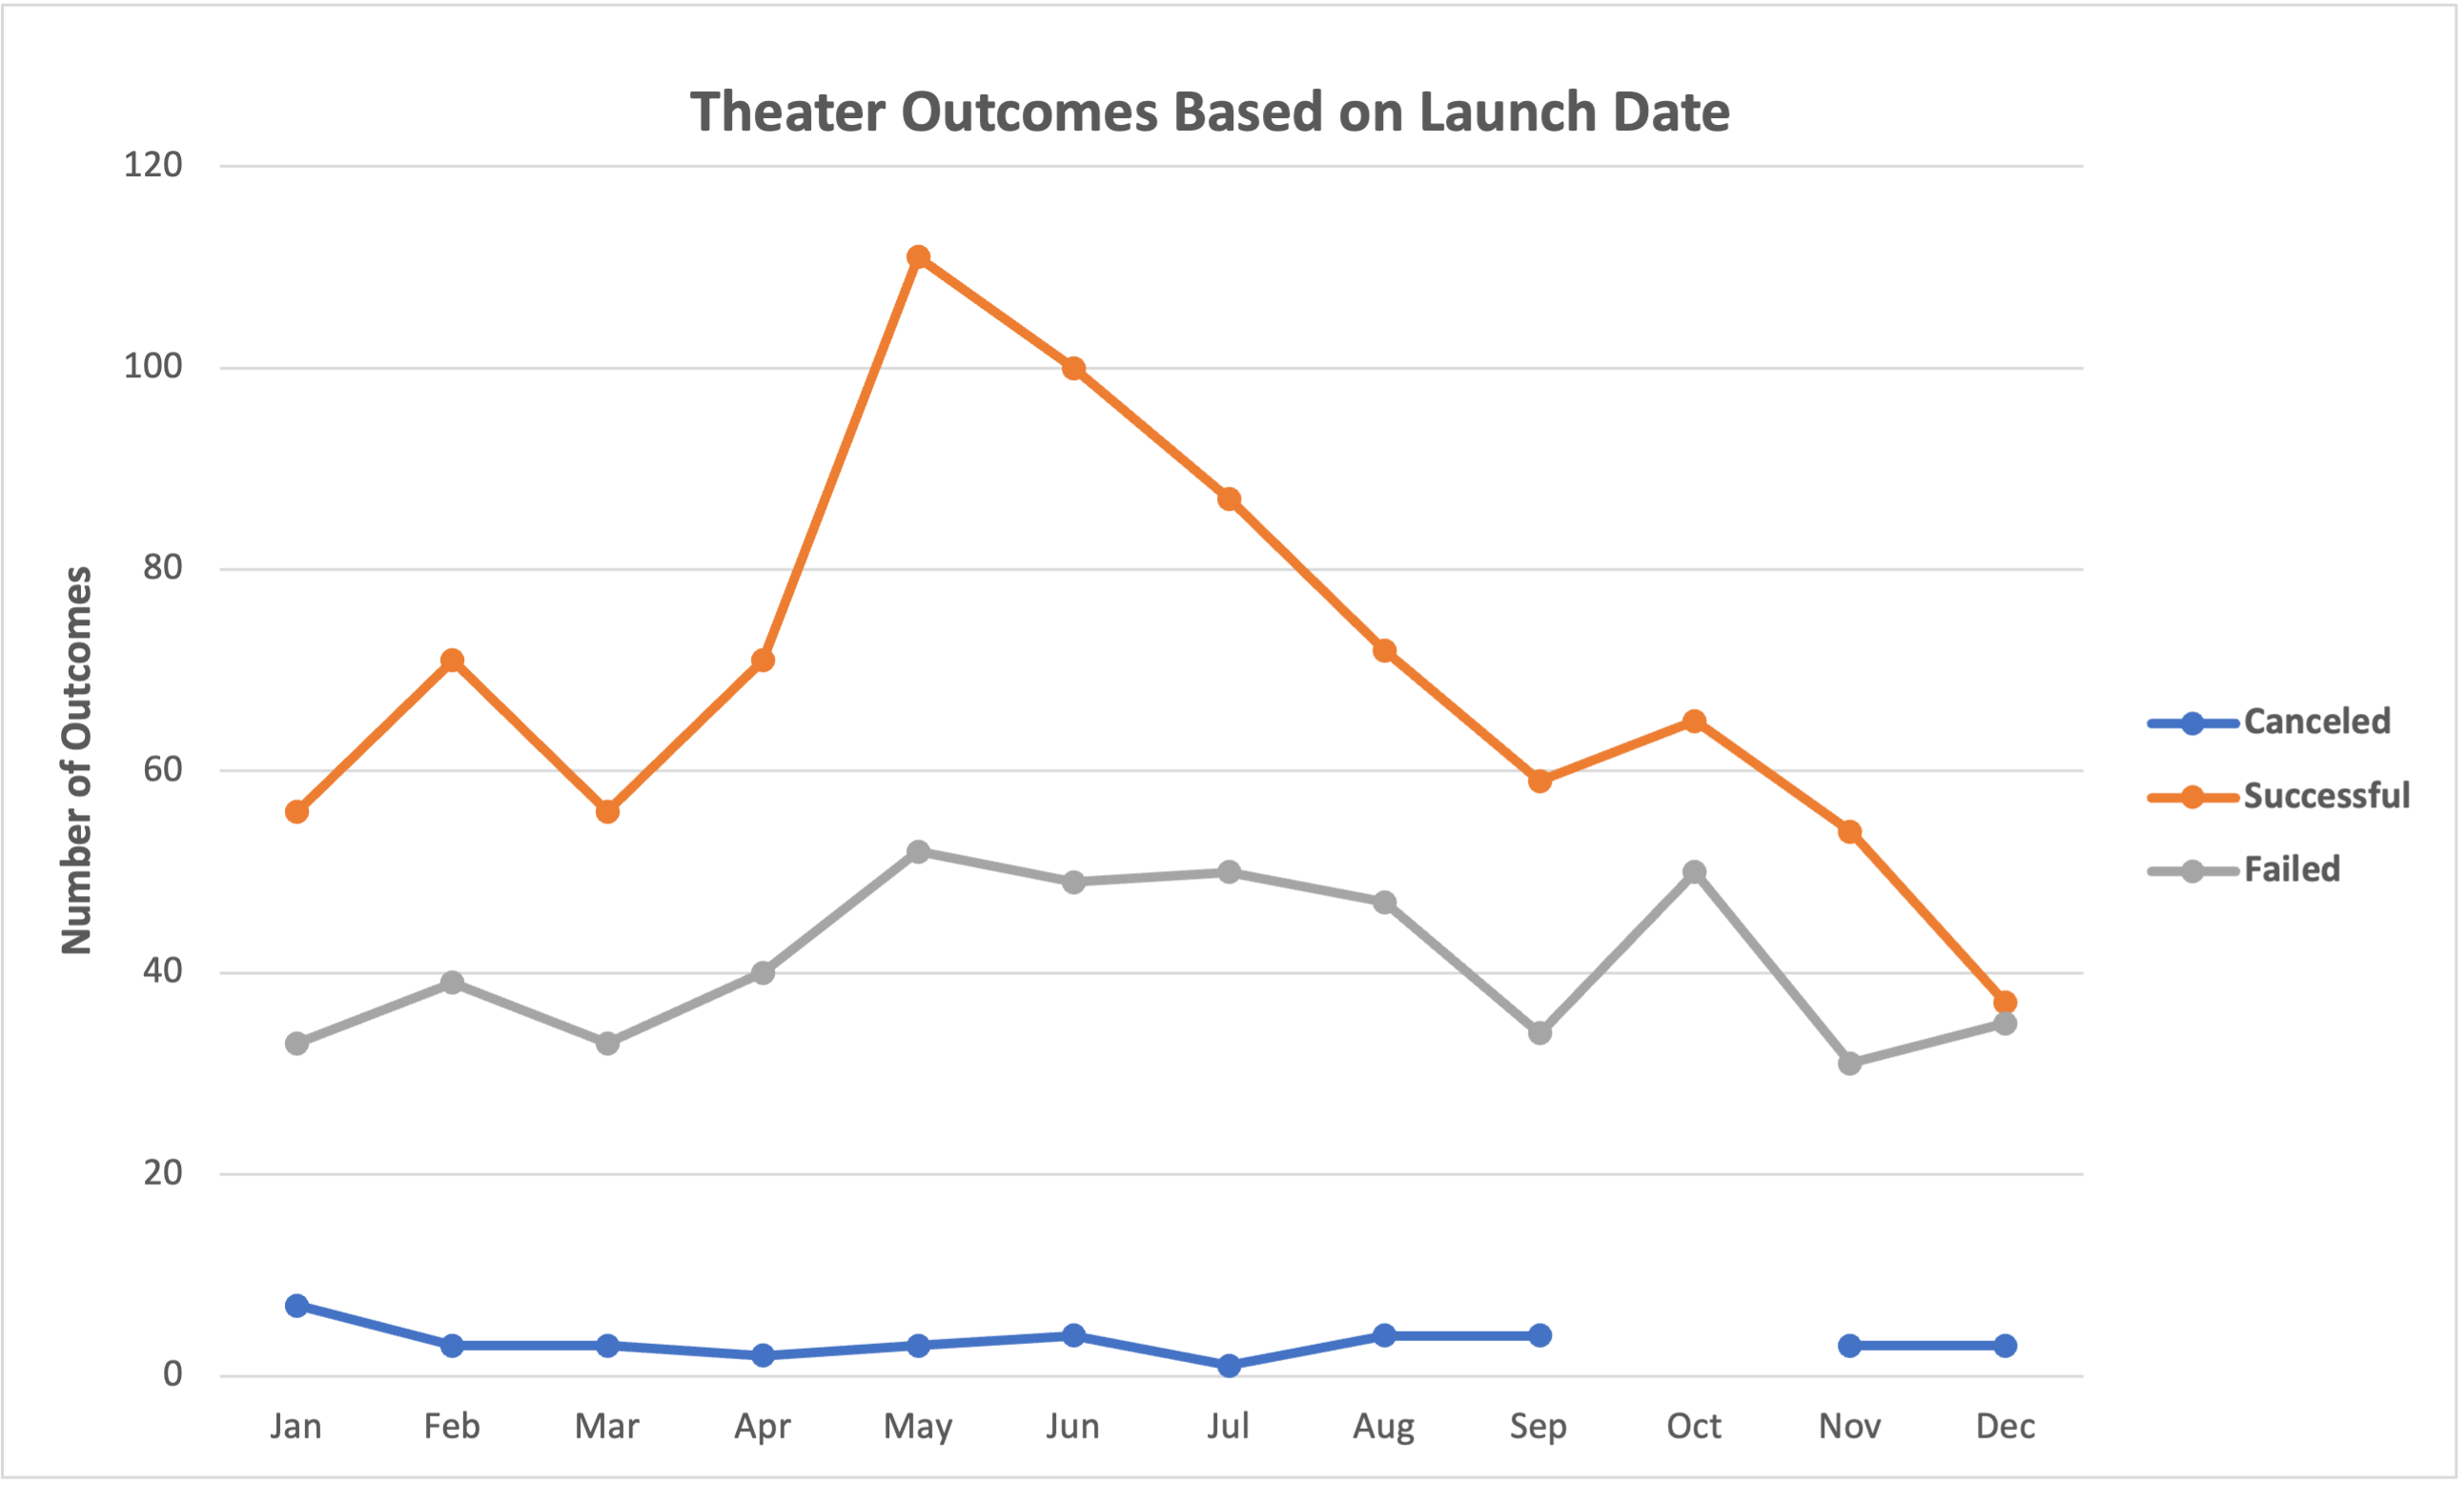 Theater Outcomes Based on Launch Date
120
100
80
60
40
20
0
Number of Outcomes
Jan Feb Mar Apr May Jun Jul Aug Sep Oct Nov Dec
Canceled
Successful
Failed